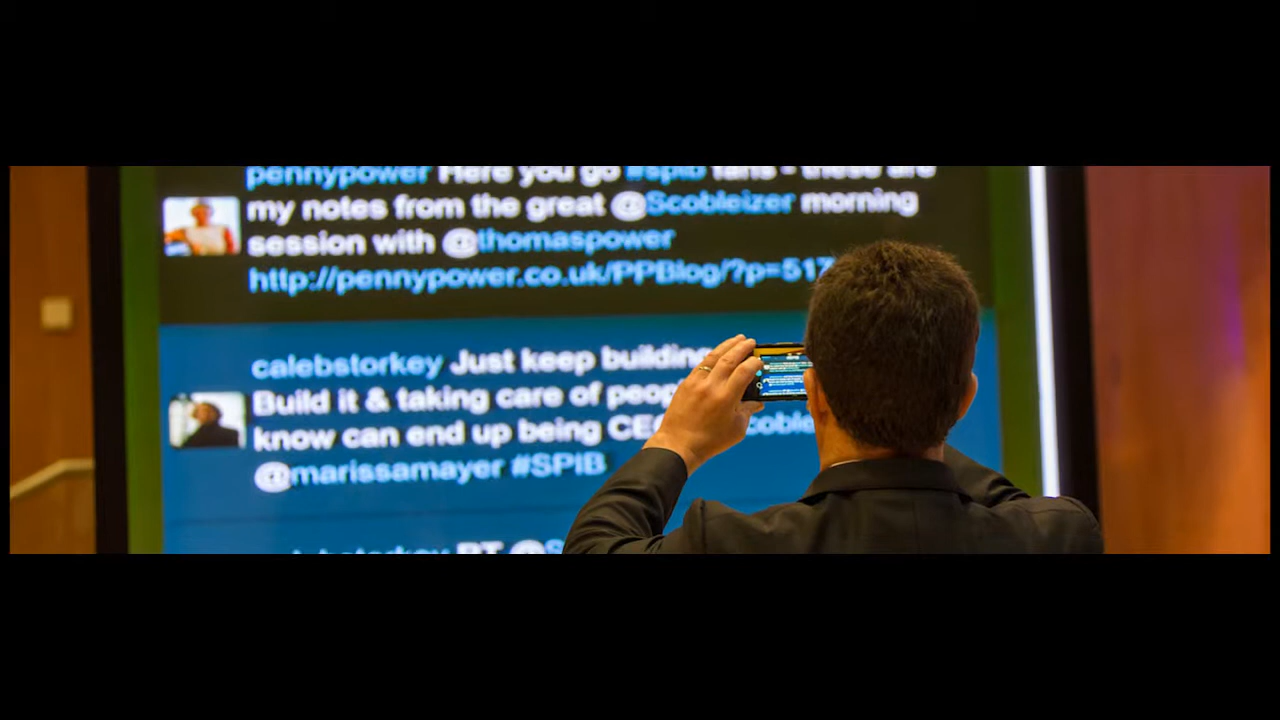 pennypower Here you go #spib fans - these are
my notes from the great @Scobleizer morning
session with @thomaspower
http://pennypower.co.uk/PPBlog/?p=517
calebstorkey Just keep building
Build it & taking care of
know can end up being
@marissamayer #SPIB
RT